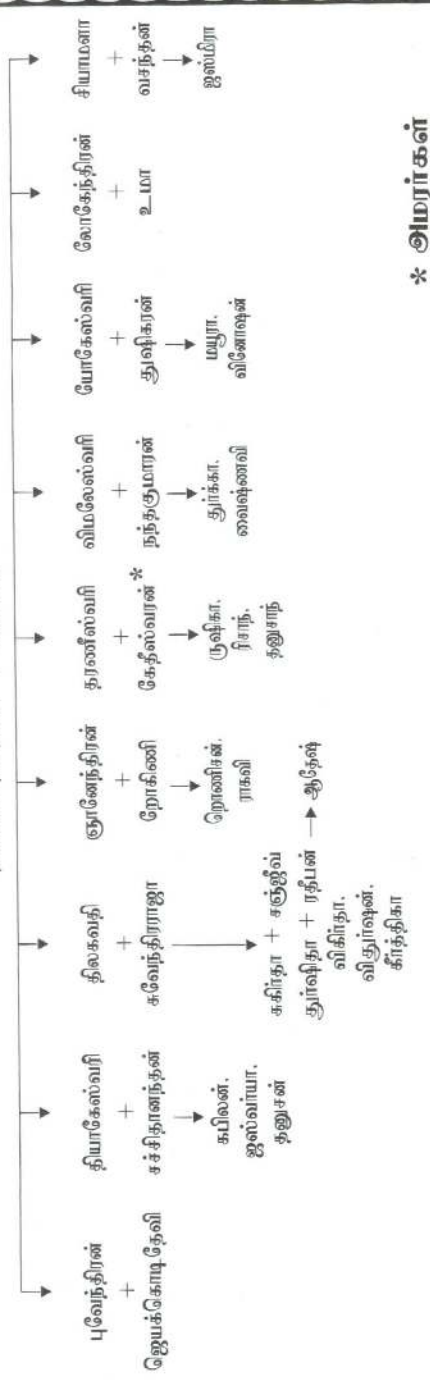 புவேந்திரன்
+
ஜெயக்கொடிதேவி
தியாகேஸ்வரி
+
சச்சிதானந்தன்
கபிலன்.
ஐஸ்வர்யா.
தனுசன்
திலகவதி
+
சுவேந்திரராஜா
சுகிர்தா + சஞ்ஜீவ்
துர்ஷிதா + ரதீபன் → ஆதேஷ்
விகிர்தா.
விதுர்ஷன்.
கீர்த்திகா
ஞானேந்திரன்
+
றோகிணி
றொணிசன்.
ராகவி
தரணீஸ்வரி
+
கேதீஸ்வரன் *
ருஷிகா.
ரிசாந்.
தனுசாந்
விமலேஸ்வரி
+
நந்தகுமாரன்
துர்க்கா.
வைஷ்ணவி
யோகேஸ்வரி
+
துஷிகரன்
மயூரா.
வினோஷன்
லோகேந்திரன்
+
உமா
சியாமளா
+
வசந்தன்
ஐஸ்மிரா
* அமரர்கள்